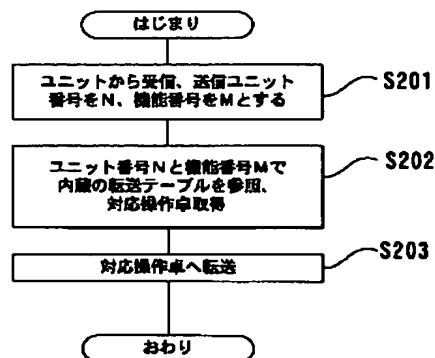 はじまり
ユニットから受信、送信ユニット
番号をN、機能番号をMとする
S201
ユニット番号Nと機能番号Mで
内蔵の転送テーブルを参照、
対応操作卓取得
S202
対応操作卓へ転送
S203
おわり